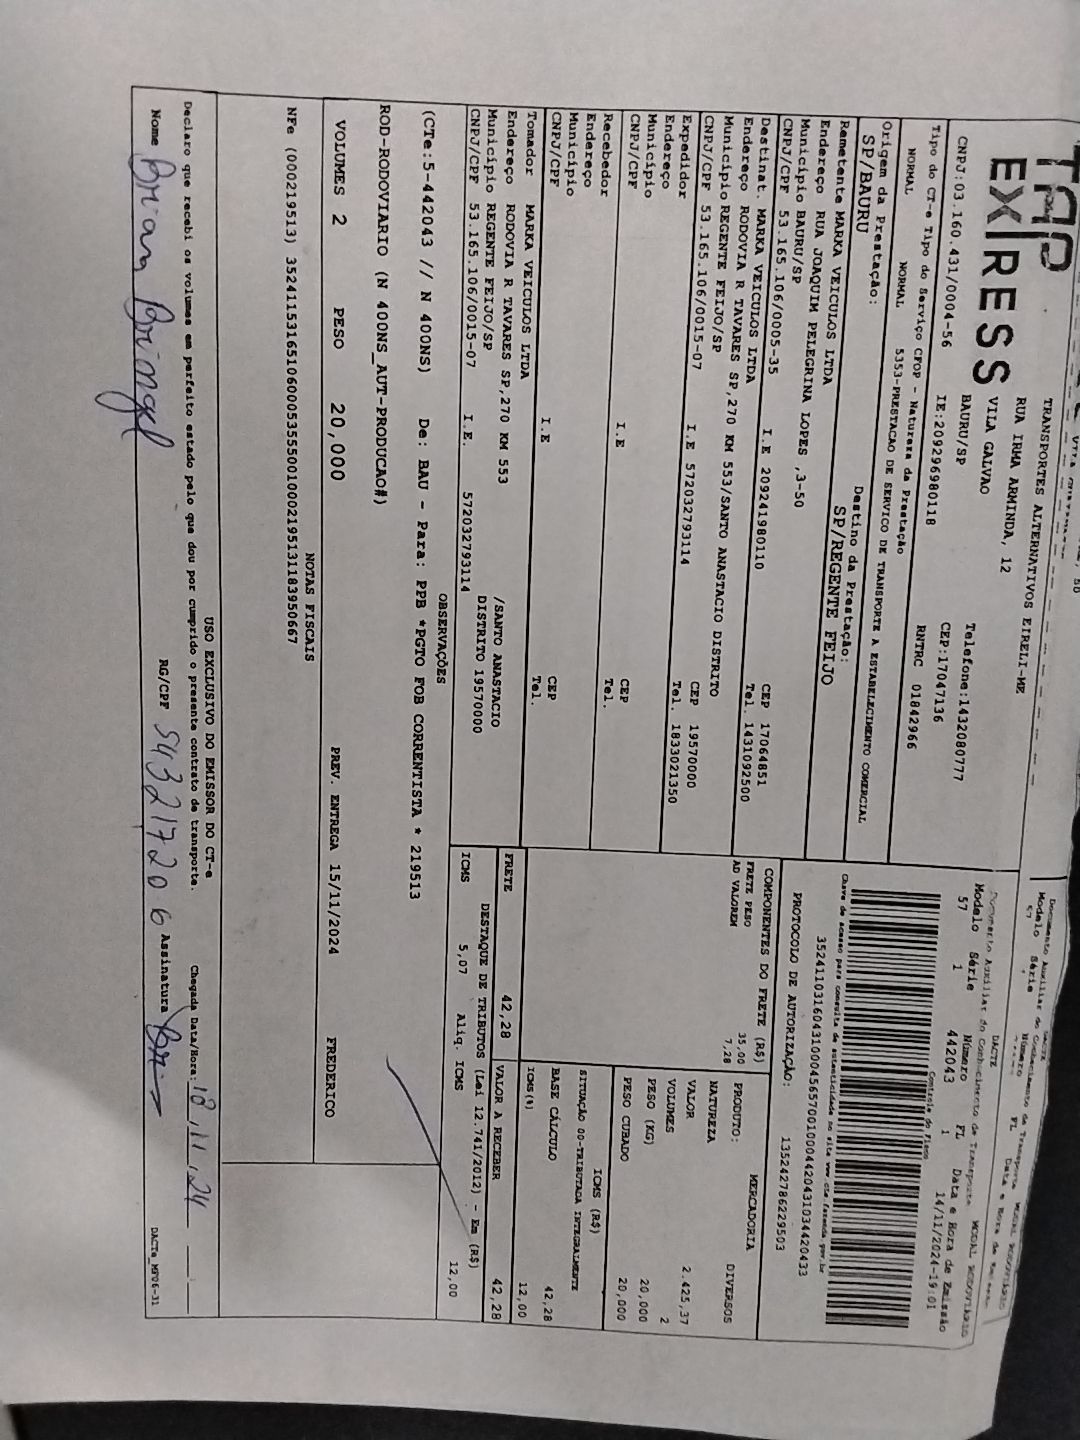 TAP
EXPRESS
TRANSPORTES ALTERNATIVOS EIRELI-ME
RUA IRMA ARMINDA, 12
VILA GALVAO
BAURU/SP
Telefone:1432080777
CEP:17047136
CNPJ:03.160.431/0004-56 IE:209296980118
Documento Auxiliar do Conhecimento de Transporte MODAL RODOVIARIO
Modelo Série Número FL Data e Hora de Emissão
57 1 442043 1 14/11/2024-19:01
Controle do Fisco
Tipo do CT-e Tipo do Serviço CFOP - Natureza da Prestação RNTRC 01842966
NORMAL NORMAL 5353-PRESTACAO DE SERVICO DE TRANSPORTE A ESTABELECIMENTO COMERCIAL
Chave de acesso para consulta de autenticidade no site www.cte.fazenda.gov.br
35241103160431000456570010004420431034420433
Origem da Prestação: Destino da Prestação:
SP/BAURU SP/REGENTE FEIJO
PROTOCOLO DE AUTORIZAÇÃO: 135242786229503
Remetente MARKA VEICULOS LTDA
Endereço RUA JOAQUIM PELEGRINA LOPES ,3-50
Município BAURU/SP CEP 17064851
CNPJ/CPF 53.165.106/0005-35 I.E 209241980110 Tel. 1431092500
Destinat. MARKA VEICULOS LTDA
Endereço RODOVIA R TAVARES SP,270 KM 553/SANTO ANASTACIO DISTRITO
Município REGENTE FEIJO/SP CEP 19570000
CNPJ/CPF 53.165.106/0015-07 I.E 572032793114 Tel. 1833021350
Expedidor
Endereço
Município CEP
CNPJ/CPF I.E Tel.
Recebedor
Endereço
Município CEP
CNPJ/CPF I.E Tel.
Tomador MARKA VEICULOS LTDA
Endereço RODOVIA R TAVARES SP,270 KM 553 /SANTO ANASTACIO
Município REGENTE FEIJO/SP DISTRITO 19570000
CNPJ/CPF 53.165.106/0015-07 I.E. 572032793114
COMPONENTES DO FRETE (R$)
FRETE PESO 35,00
AD VALOREM 7,28
PRODUTO: MERCADORIA
NATUREZA DIVERSOS
VALOR 2.425,37
VOLUMES 2
PESO (KG) 20,000
PESO CUBADO 20,000
ICMS (R$)
SITUAÇÃO 00-TRIBUTADA INTEGRALMENTE
BASE CÁLCULO 42,28
ICMS(%) 12,00
FRETE 42,28 VALOR A RECEBER 42,28
DESTAQUE DE TRIBUTOS (Lei 12.741/2012) - Em (R$)
ICMS 5,07 Aliq. ICMS 12,00
OBSERVAÇÕES
(CTe:5-442043 // N 400NS) De: BAU - Para: PPB *PGTO FOB CORRENTISTA * 219513
ROD-RODOVIARIO (N 400NS_AUT-PRODUCAO#)
VOLUMES 2 PESO 20,000 PREV. ENTREGA 15/11/2024 FREDERICO
NOTAS FISCAIS
NFe (000219513) 35241153165106000535550010002195131183950667
USO EXCLUSIVO DO EMISSOR DO CT-e
Declaro que recebi os volumes em perfeito estado pelo que dou por cumprido o presente contrato de transporte. Chegada Data/Hora: 18,11,24
Nome Brian Bringel RG/CPF 543217206 Assinatura
DACTe_MF06-31